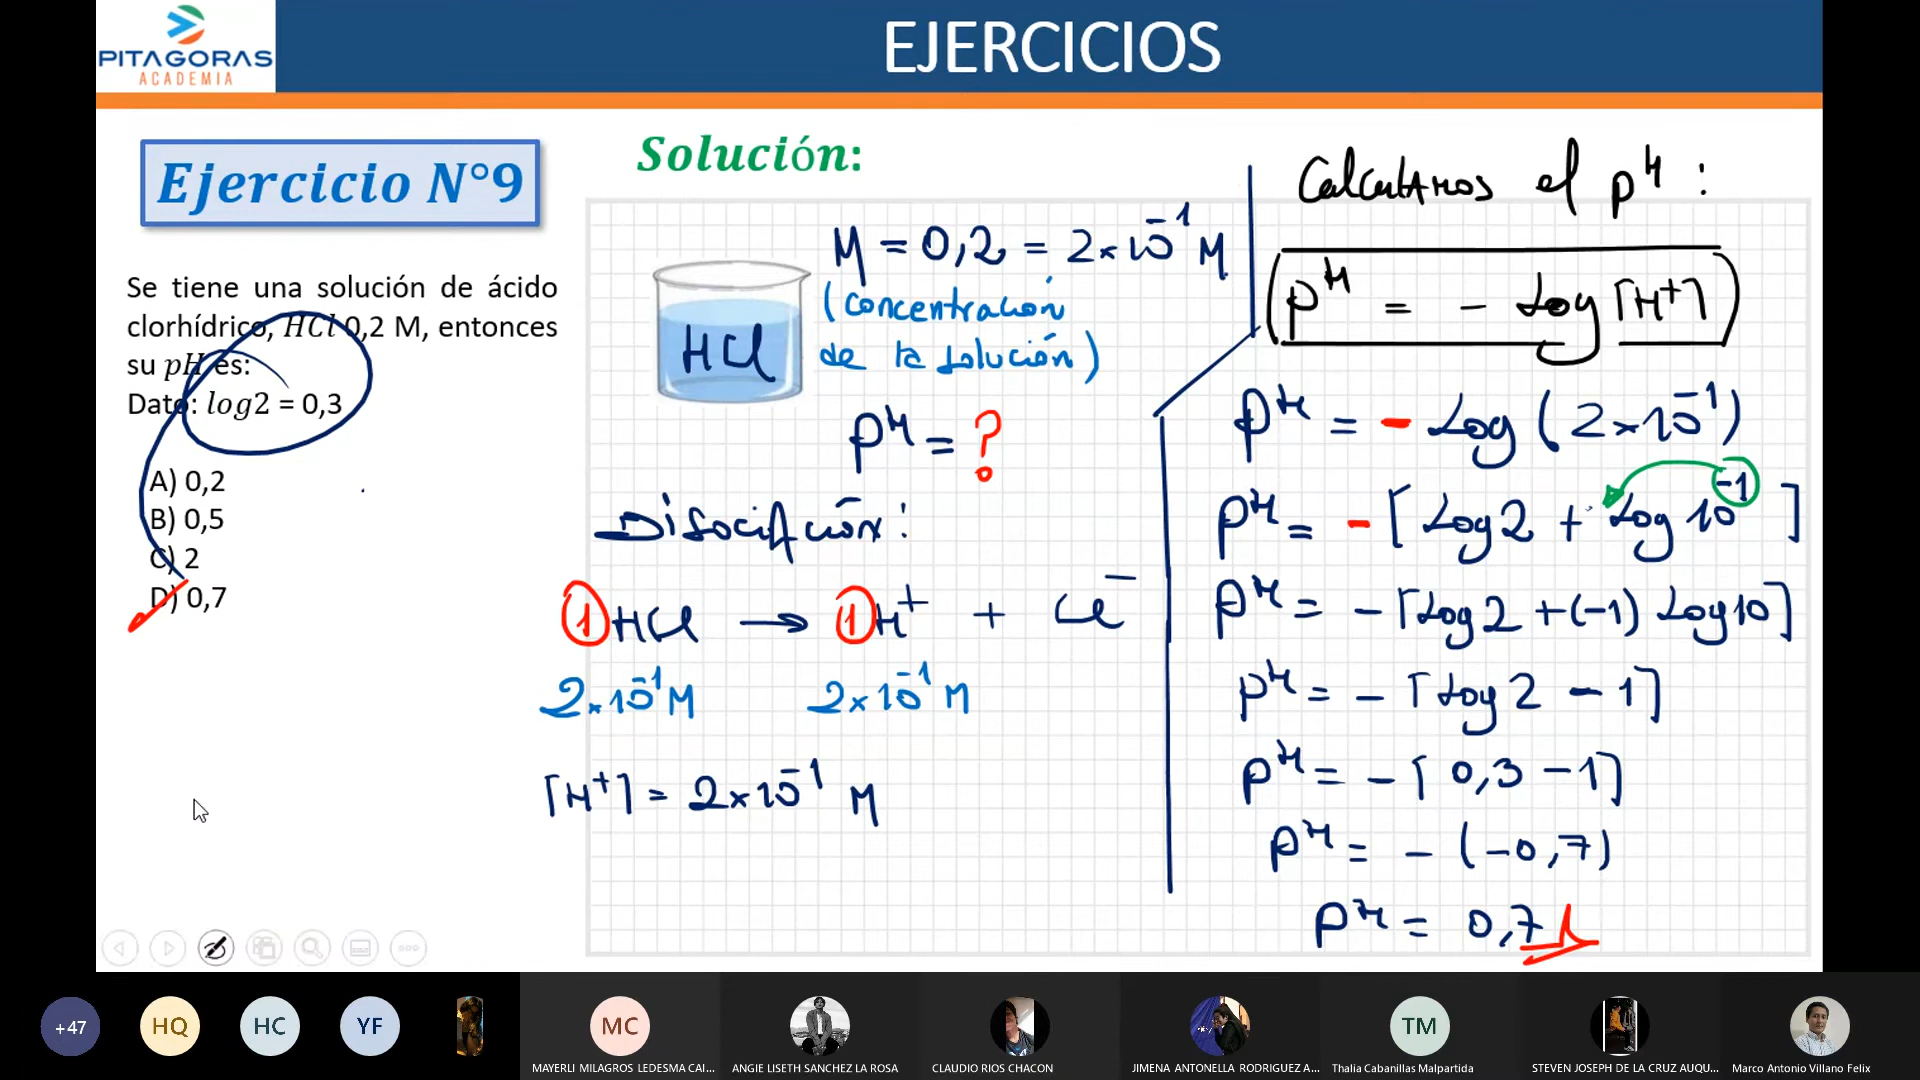 PITAGORAS
ACADEMIA
EJERCICIOS
Ejercicio N°9
Se tiene una solución de ácido
clorhídrico, HCl 0,2 M, entonces
su pH es:
Dato: log2 = 0,3
A) 0,2
B) 0,5
C) 2
D) 0,7
Solución:
M = 0,2 = 2×10⁻¹ M
(concentración
de la solución)
HCl
pH = ?
Disociación:
1 HCl → 1 H⁺ + Cl⁻
2×10⁻¹ M 2×10⁻¹ M
[H⁺] = 2×10⁻¹ M
Calculamos el pH:
pH = - Log [H⁺]
pH = - Log (2×10⁻¹)
pH = - [Log 2 + Log 10⁻¹]
pH = - [Log 2 + (-1) Log 10]
pH = - [Log 2 - 1]
pH = - [0,3 - 1]
pH = - (-0,7)
pH = 0,7
+47
HQ
HC
YF
MC
TM
MAYERLI MILAGROS LEDESMA CAI...
ANGIE LISETH SANCHEZ LA ROSA
CLAUDIO RIOS CHACON
JIMENA ANTONELLA RODRIGUEZ A...
Thalia Cabanillas Malpartida
STEVEN JOSEPH DE LA CRUZ AUQU...
Marco Antonio Villano Felix